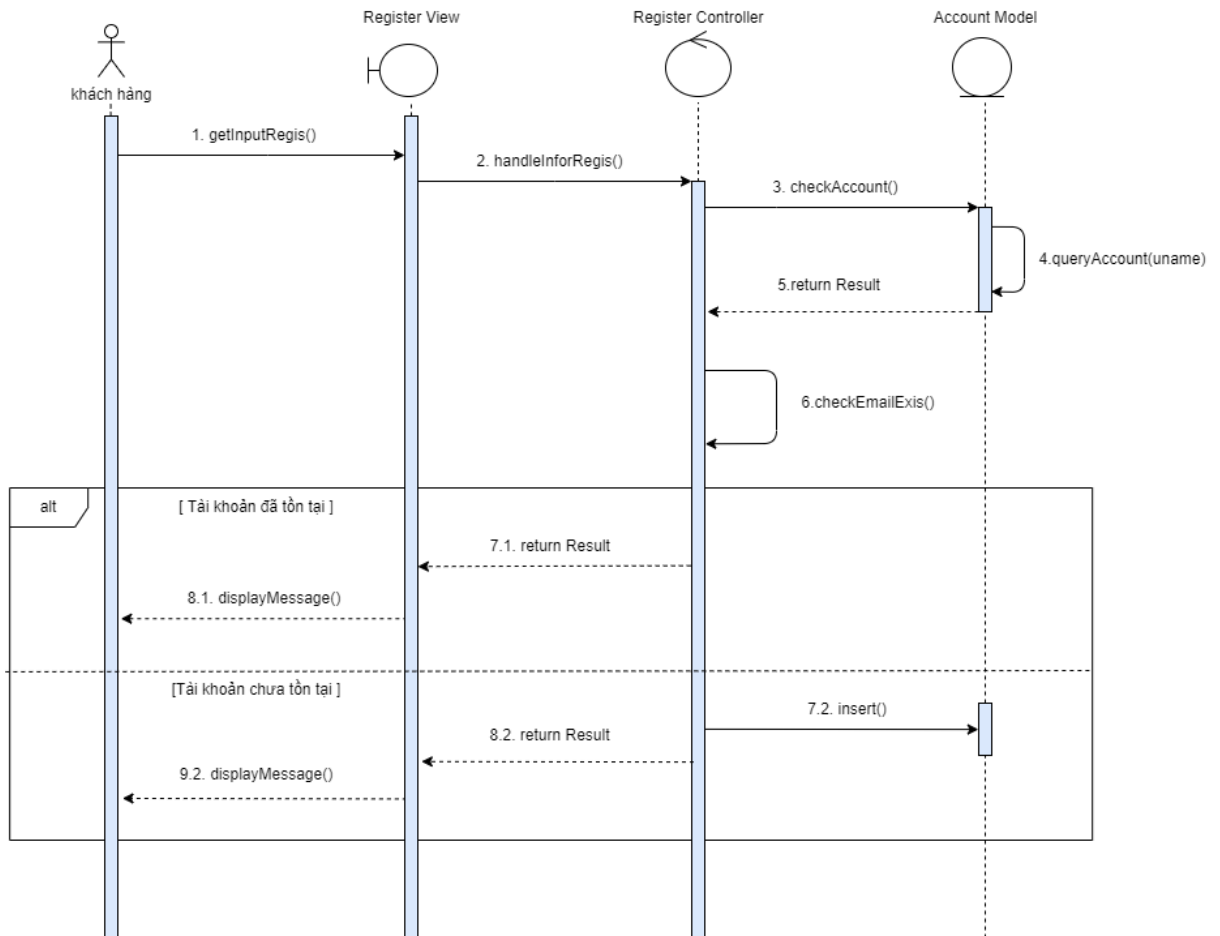 Register View
Register Controller
Account Model
khách hàng
1. getInputRegis()
2. handleInforRegis()
3. checkAccount()
4.queryAccount(uname)
5.return Result
6.checkEmailExis()
alt
[ Tài khoản đã tồn tại ]
7.1. return Result
8.1. displayMessage()
[Tài khoản chưa tồn tại ]
7.2. insert()
8.2. return Result
9.2. displayMessage()